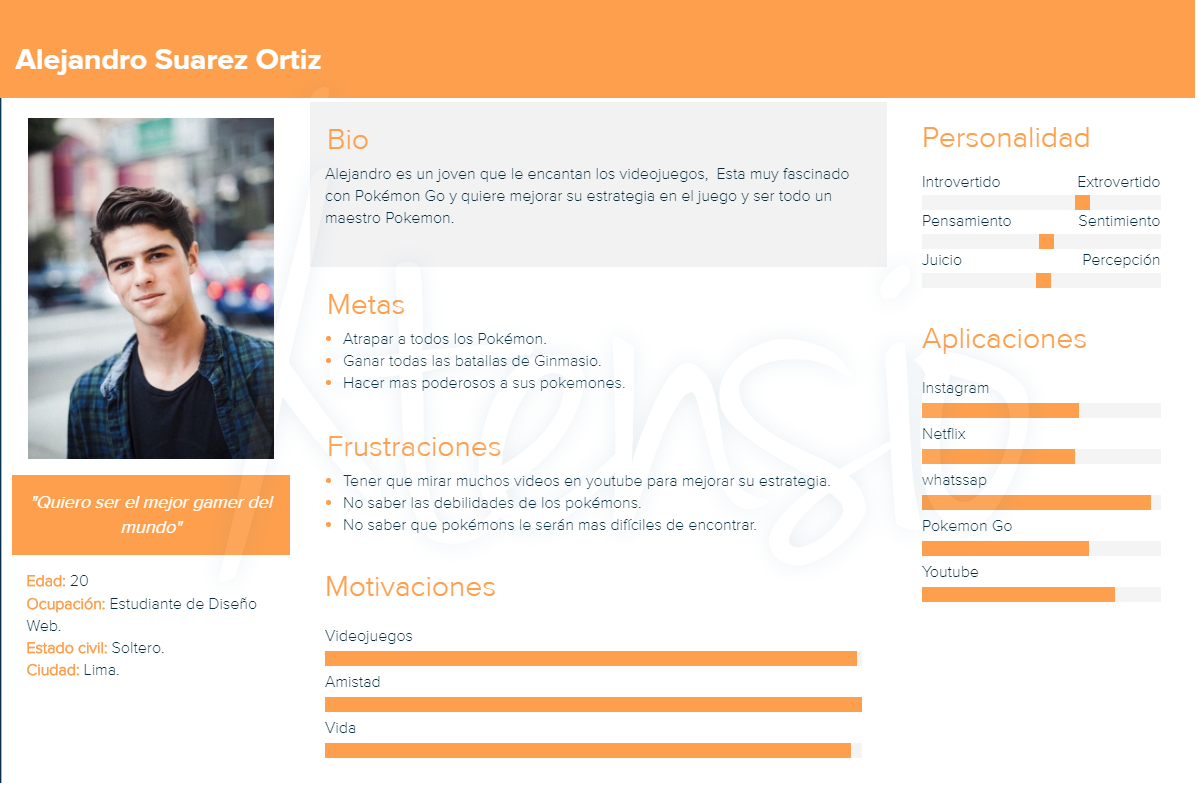 Alejandro Suarez Ortiz
"Quiero ser el mejor gamer del
mundo"
Edad: 20
Ocupación: Estudiante de Diseño
Web.
Estado civil: Soltero.
Ciudad: Lima.
Bio
Alejandro es un joven que le encantan los videojuegos, Esta muy fascinado
con Pokémon Go y quiere mejorar su estrategia en el juego y ser todo un
maestro Pokemon.
Metas
Atrapar a todos los Pokémon.
Ganar todas las batallas de Ginmasio.
Hacer mas poderosos a sus pokemones.
Frustraciones
Tener que mirar muchos videos en youtube para mejorar su estrategia.
No saber las debilidades de los pokémons.
No saber que pokémons le serán mas difíciles de encontrar.
Motivaciones
Videojuegos
Amistad
Vida
Personalidad
Introvertido Extrovertido
Pensamiento Sentimiento
Juicio Percepción
Aplicaciones
Instagram
Netflix
whatssap
Pokemon Go
Youtube
Xtensio